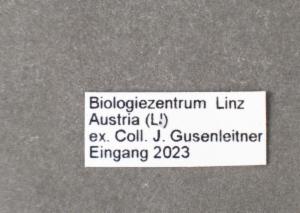 Biologiezentrum Linz
Austria (L!)
ex. Coll. J. Gusenleitner
Eingang 2023